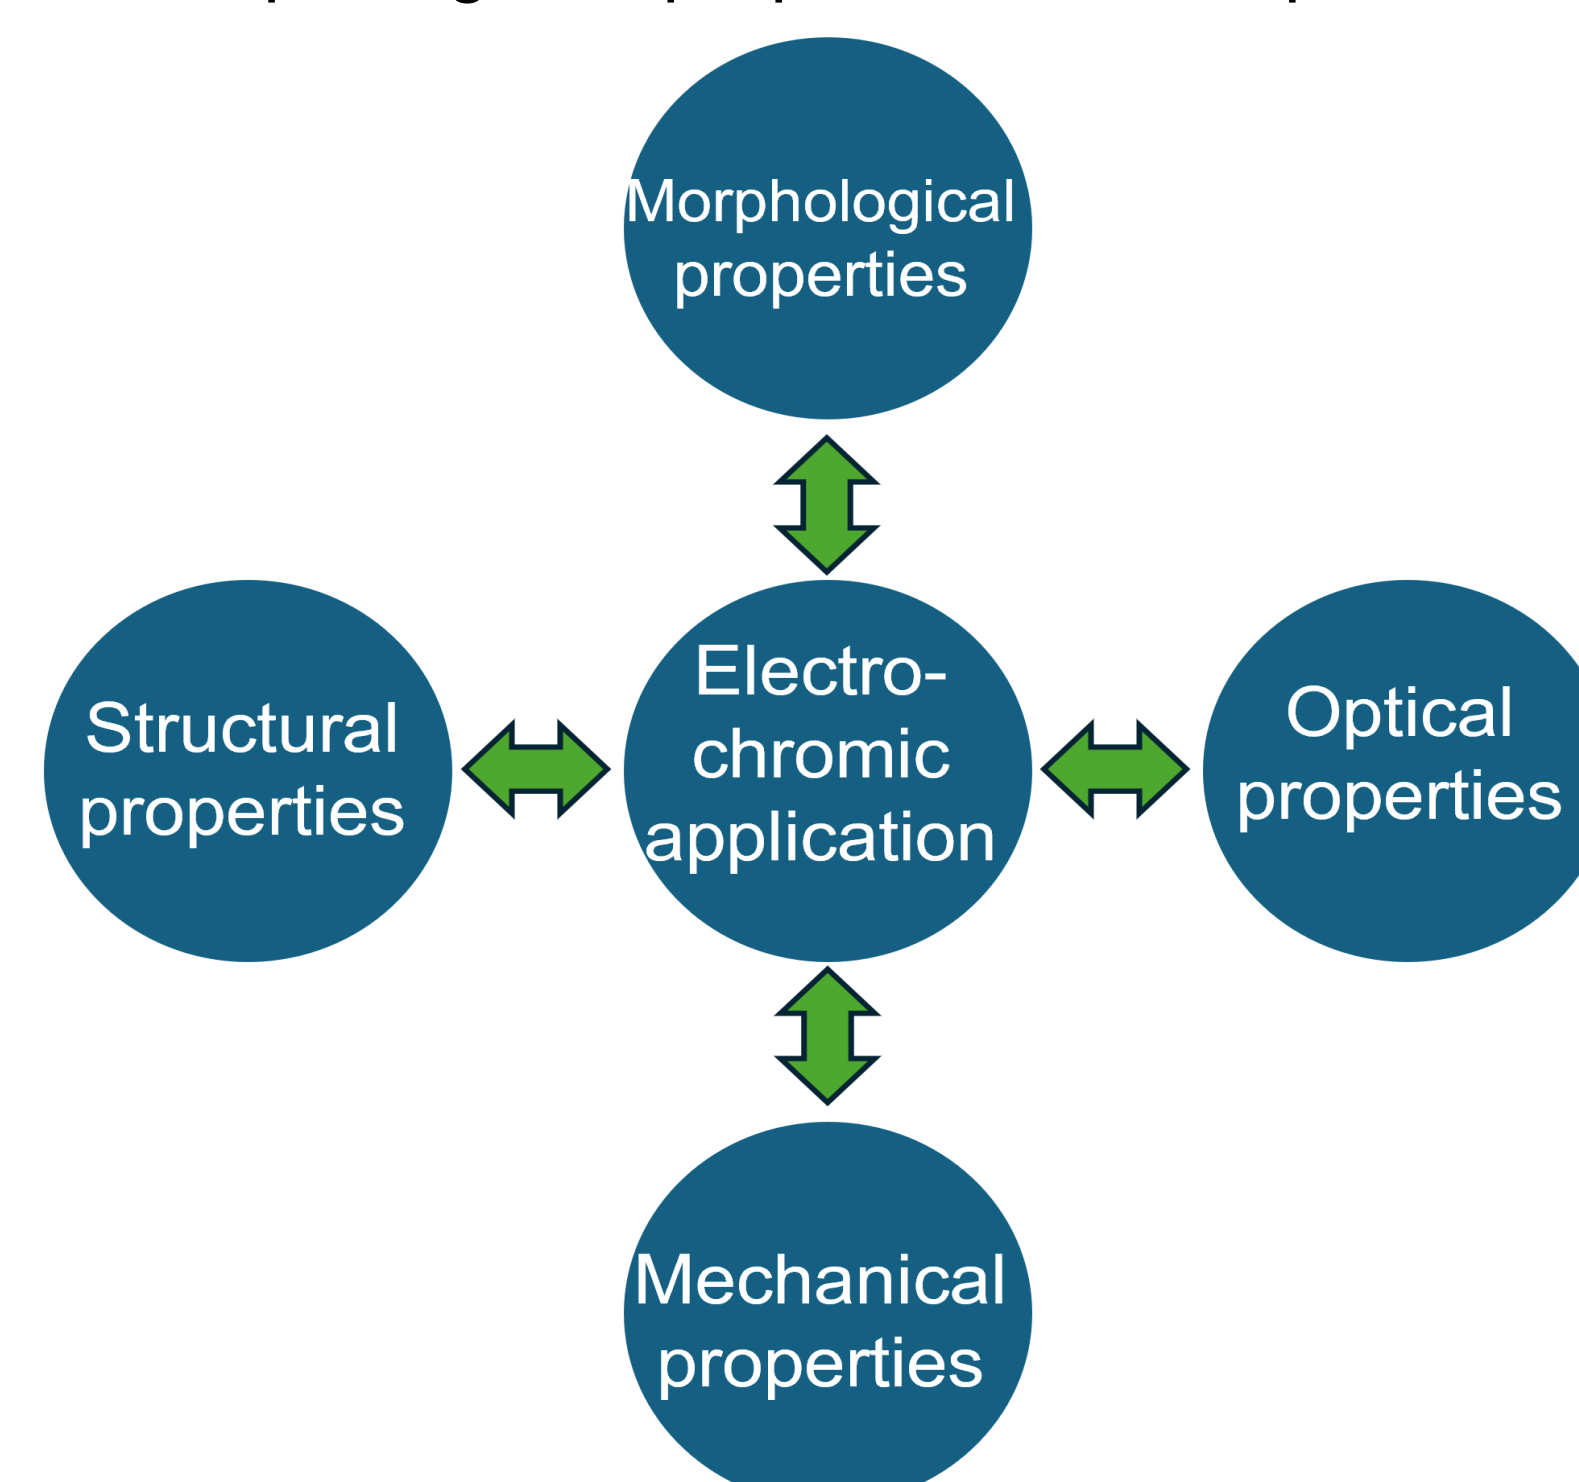 Morphological
properties
Structural
properties
Electro-
chromic
application
Optical
properties
Mechanical
properties